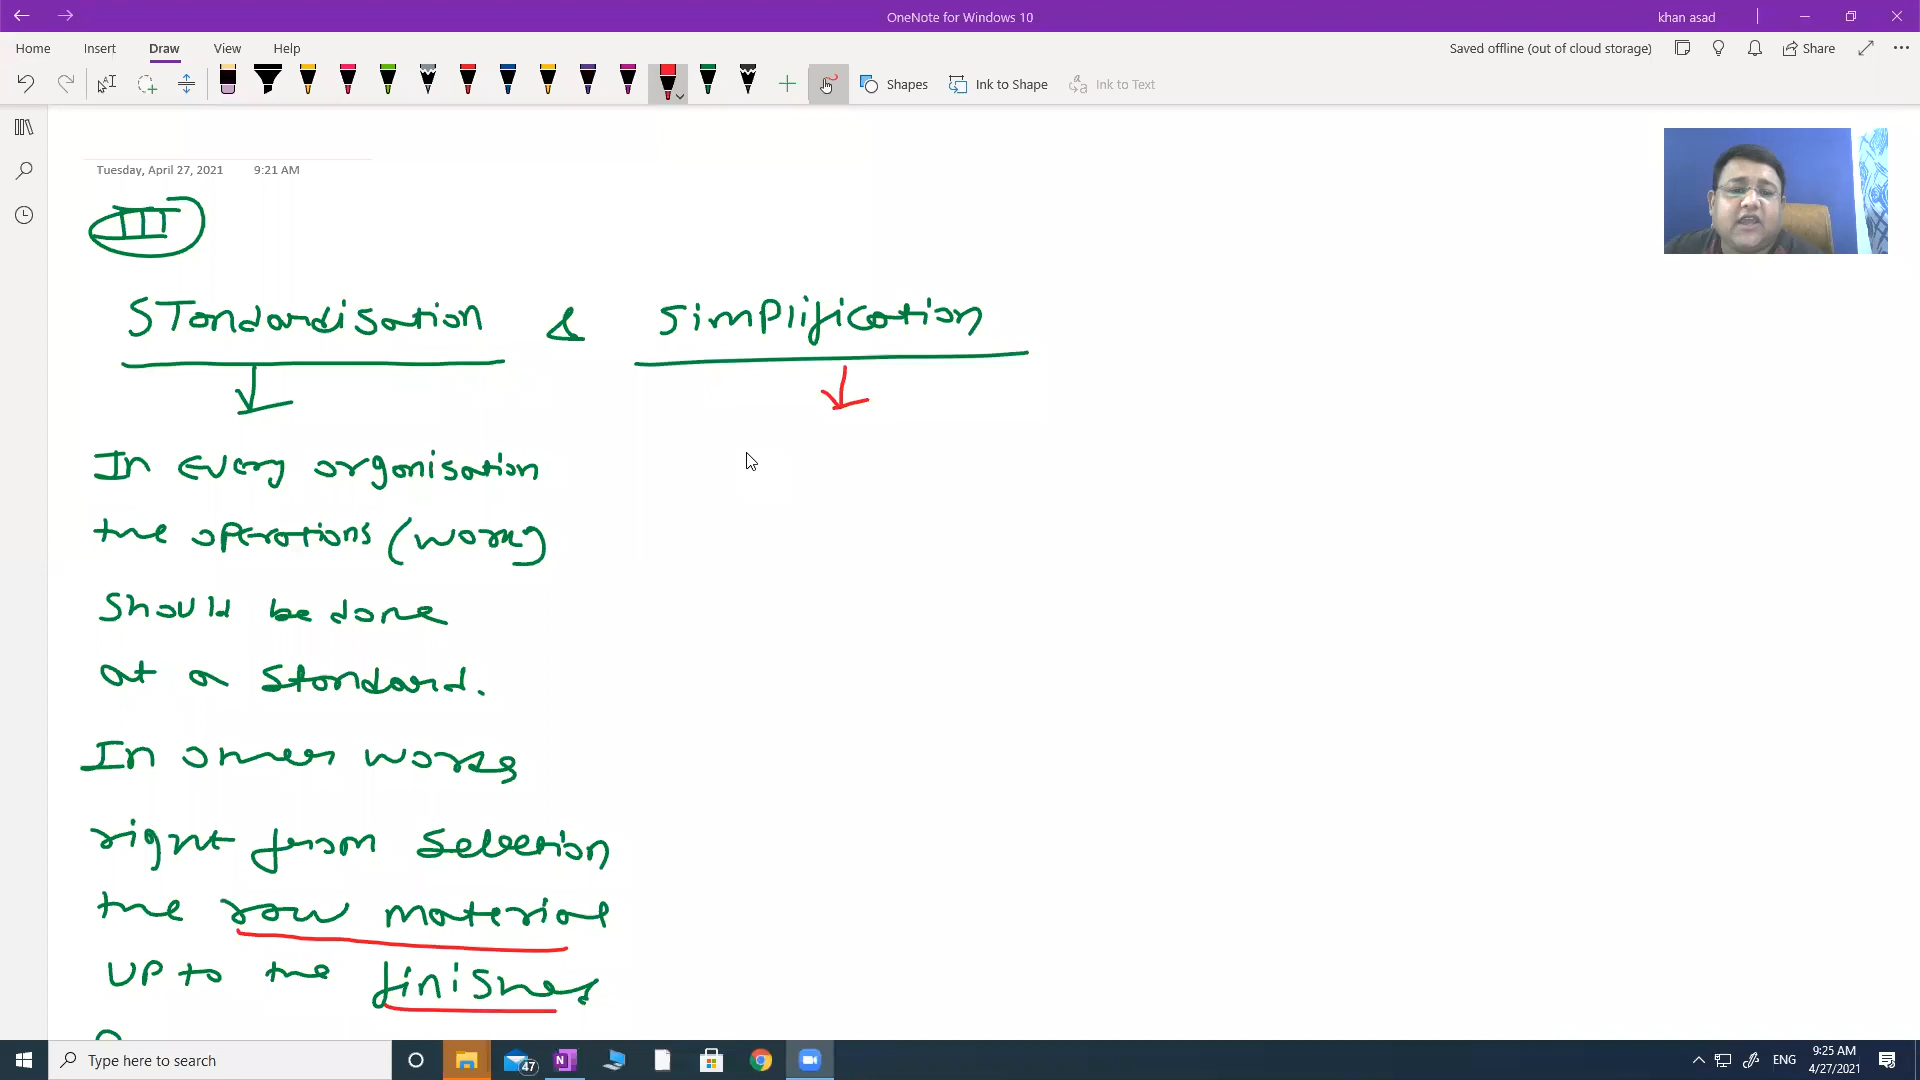 OneNote for Windows 10
khan asad
Home Insert Draw View Help
Saved offline (out of cloud storage)
Share
Shapes
Ink to Shape
Ink to Text
Tuesday, April 27, 2021 9:21 AM
III
STandardisation & Simplification
In every organisation
the operations (work)
Should be done
at a Standard.
In other works
right from Selection
the raw material
UP to the finished
Type here to search
47
ENG
9:25 AM
4/27/2021